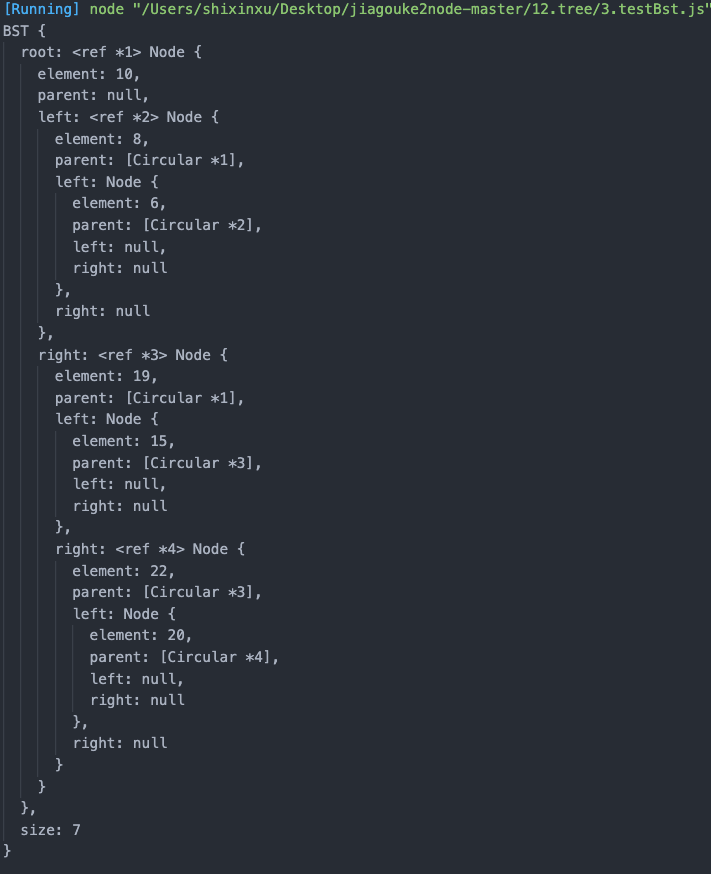 [Running] node "/Users/shixinxu/Desktop/jiagouke2node-master/12.tree/3.testBst.js"
BST {
  root: <ref *1> Node {
    element: 10,
    parent: null,
    left: <ref *2> Node {
      element: 8,
      parent: [Circular *1],
      left: Node {
        element: 6,
        parent: [Circular *2],
        left: null,
        right: null
      },
      right: null
    },
    right: <ref *3> Node {
      element: 19,
      parent: [Circular *1],
      left: Node {
        element: 15,
        parent: [Circular *3],
        left: null,
        right: null
      },
      right: <ref *4> Node {
        element: 22,
        parent: [Circular *3],
        left: Node {
          element: 20,
          parent: [Circular *4],
          left: null,
          right: null
        },
        right: null
      }
    }
  },
  size: 7
}